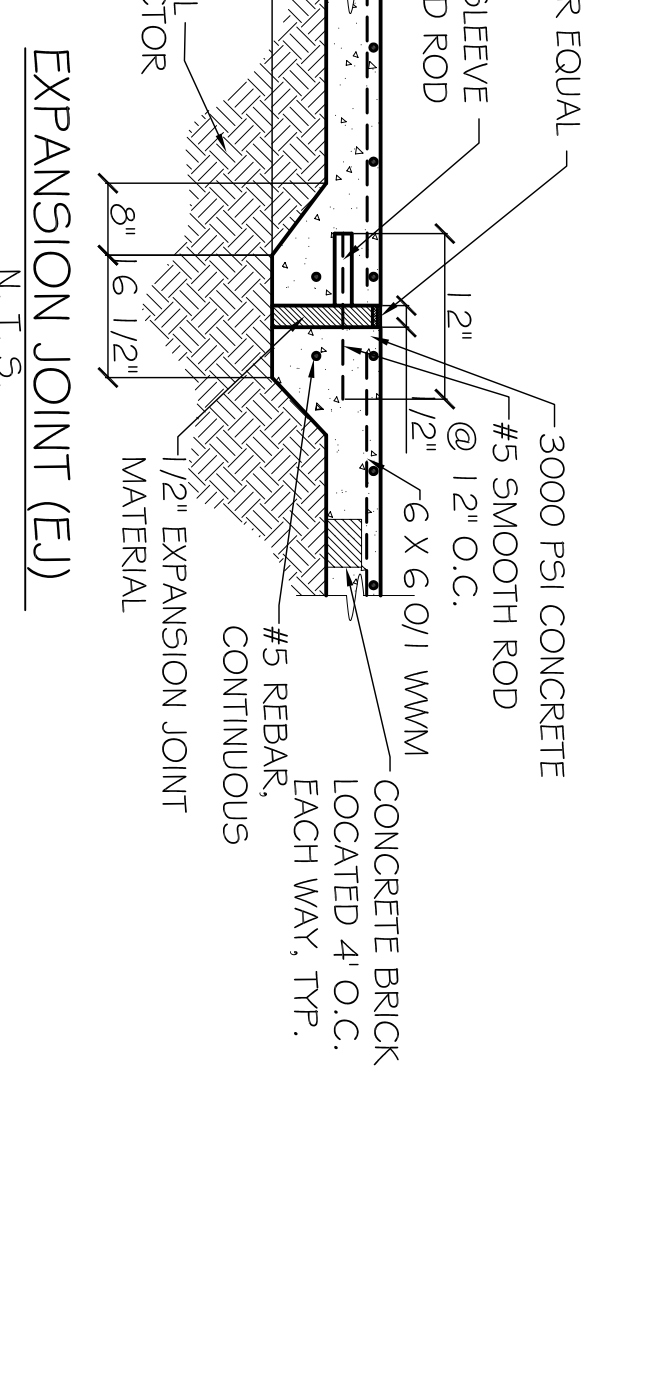 R EQUAL
SLEEVE
D ROD
L
CTOR
12"
1/2"
8"
16 1/2"
3000 PSI CONCRETE
#5 SMOOTH ROD
@ 12" O.C.
6 X 6 0/1 WWM
CONCRETE BRICK
LOCATED 4' O.C.
EACH WAY, TYP.
#5 REBAR,
CONTINUOUS
1/2" EXPANSION JOINT
MATERIAL
EXPANSION JOINT (EJ)
N.T.S.